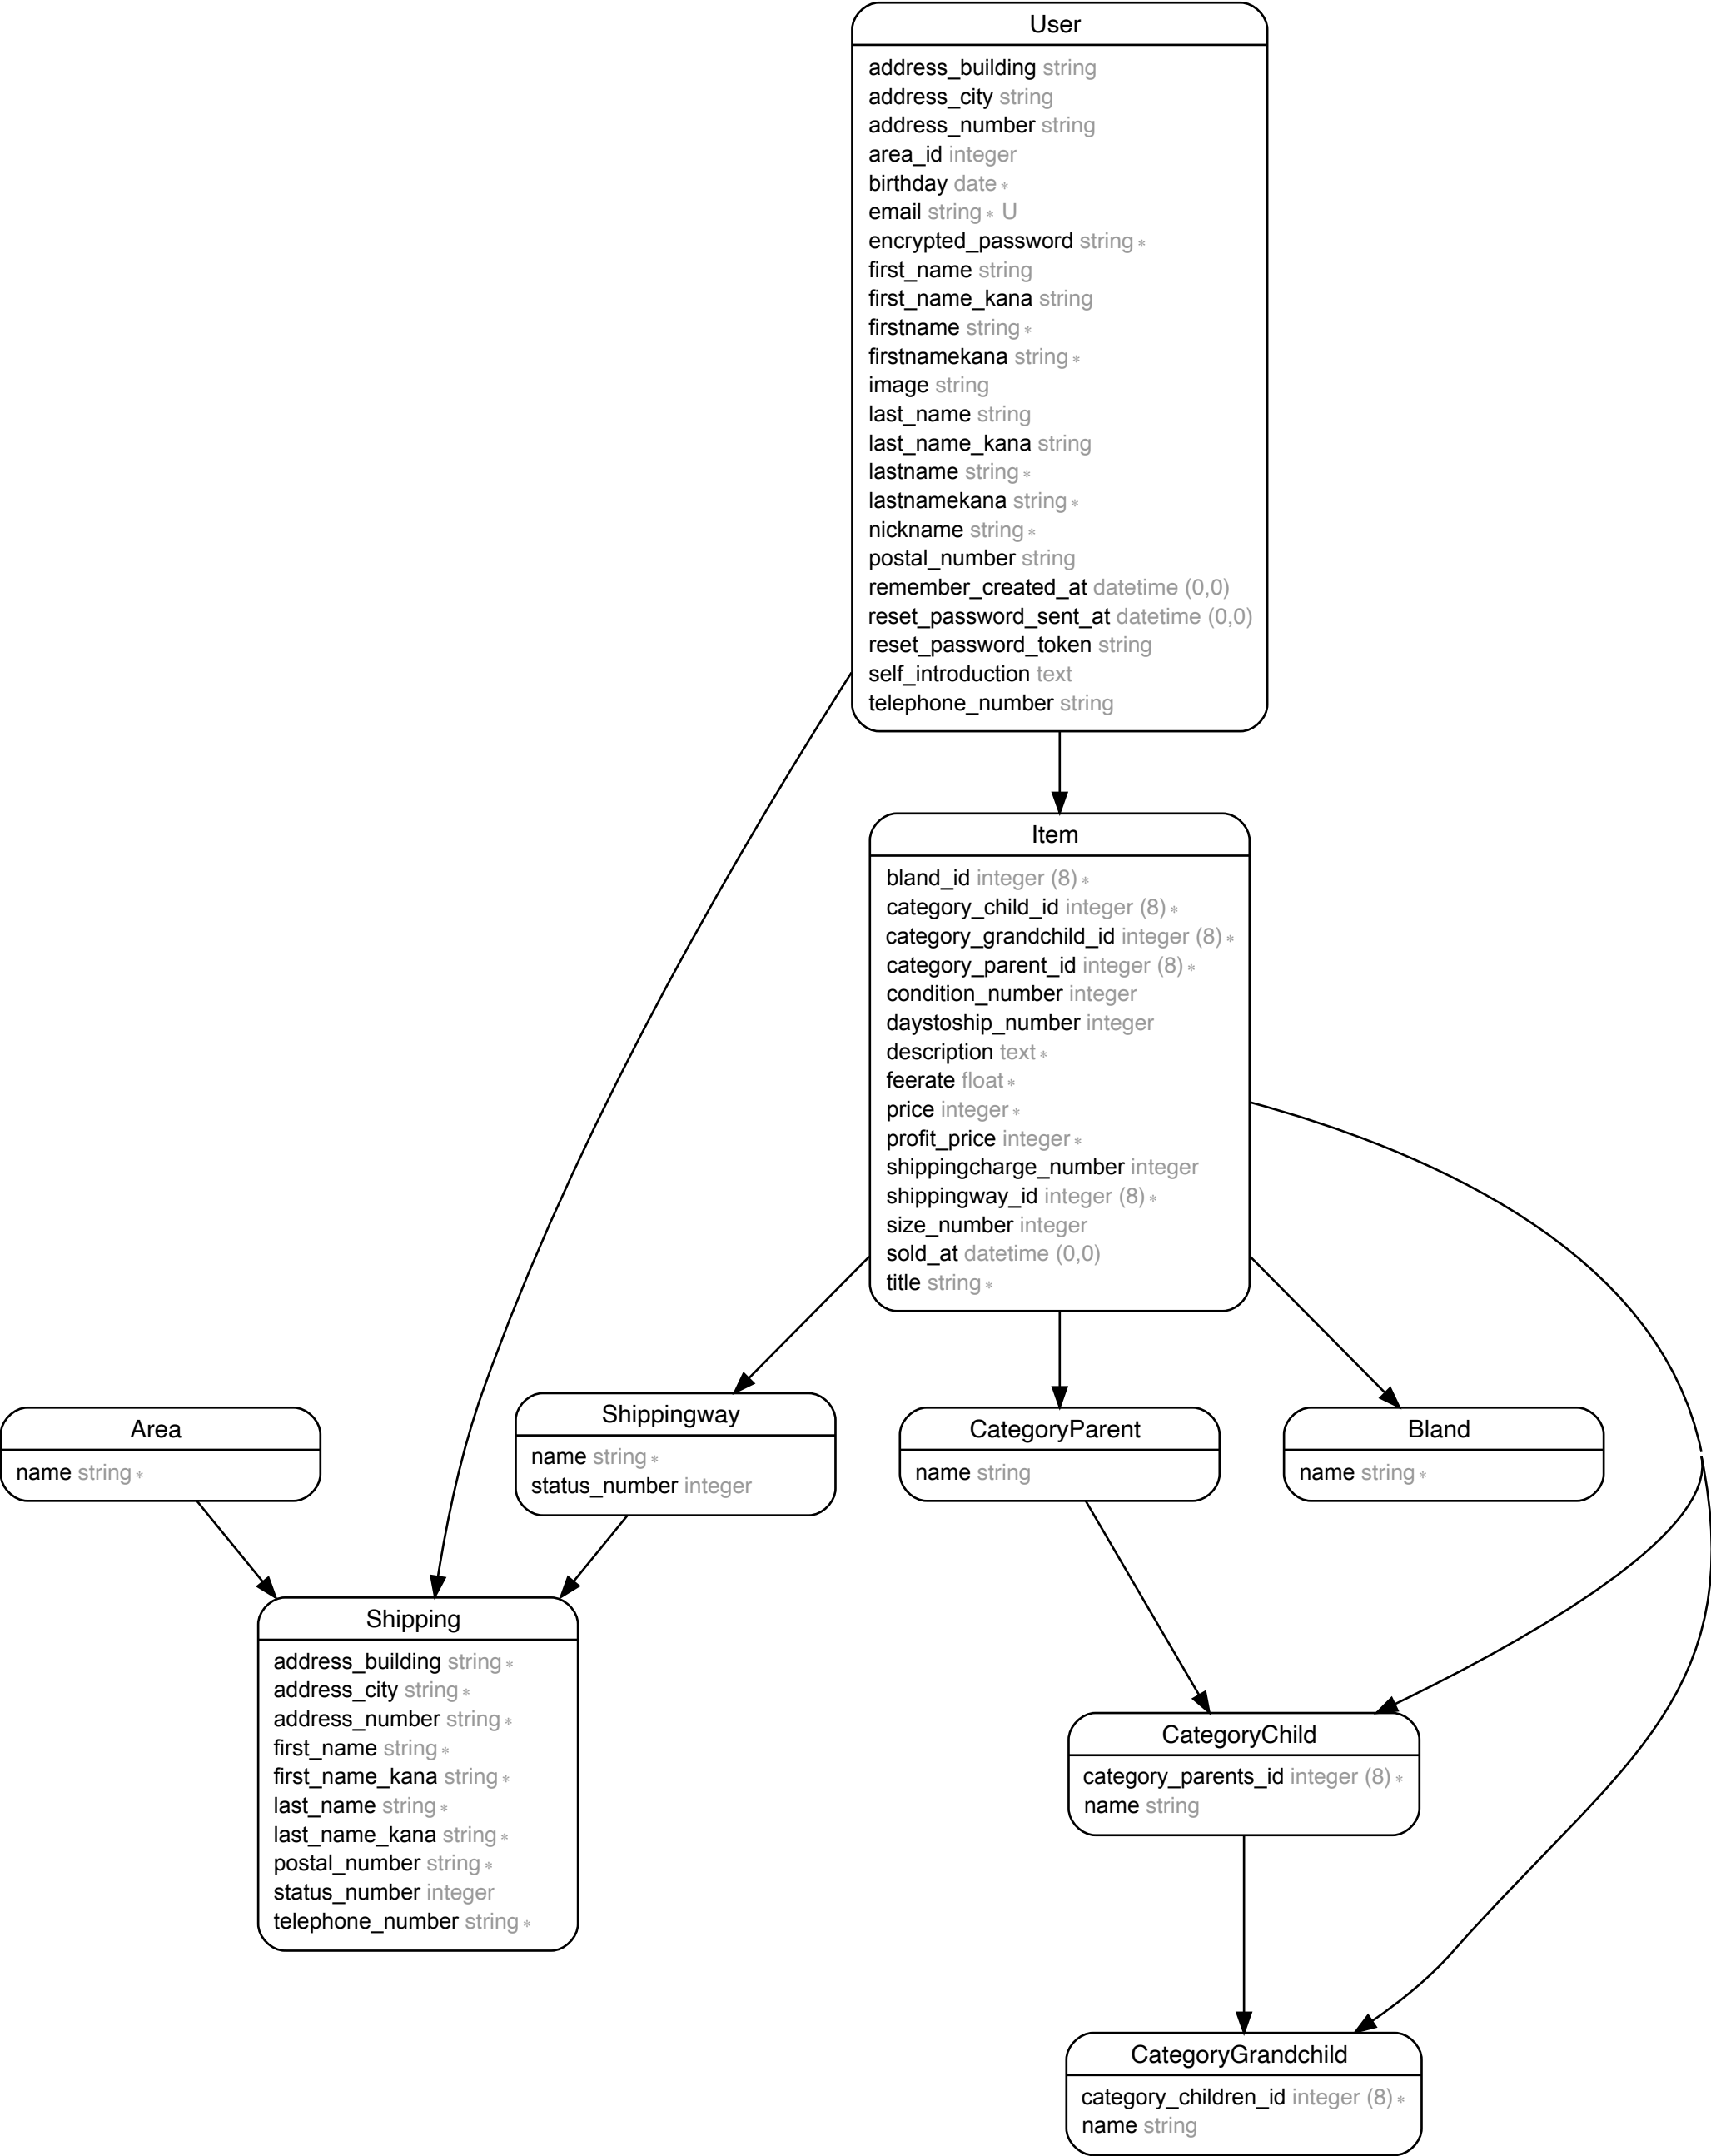 User
address_building string
address_city string
address_number string
area_id integer
birthday date *
email string * U
encrypted_password string *
first_name string
first_name_kana string
firstname string *
firstnamekana string *
image string
last_name string
last_name_kana string
lastname string *
lastnamekana string *
nickname string *
postal_number string
remember_created_at datetime (0,0)
reset_password_sent_at datetime (0,0)
reset_password_token string
self_introduction text
telephone_number string
Item
bland_id integer (8) *
category_child_id integer (8) *
category_grandchild_id integer (8) *
category_parent_id integer (8) *
condition_number integer
daystoship_number integer
description text *
feerate float *
price integer *
profit_price integer *
shippingcharge_number integer
shippingway_id integer (8) *
size_number integer
sold_at datetime (0,0)
title string *
Area
name string *
Shippingway
name string *
status_number integer
CategoryParent
name string
Bland
name string *
Shipping
address_building string *
address_city string *
address_number string *
first_name string *
first_name_kana string *
last_name string *
last_name_kana string *
postal_number string *
status_number integer
telephone_number string *
CategoryChild
category_parents_id integer (8) *
name string
CategoryGrandchild
category_children_id integer (8) *
name string